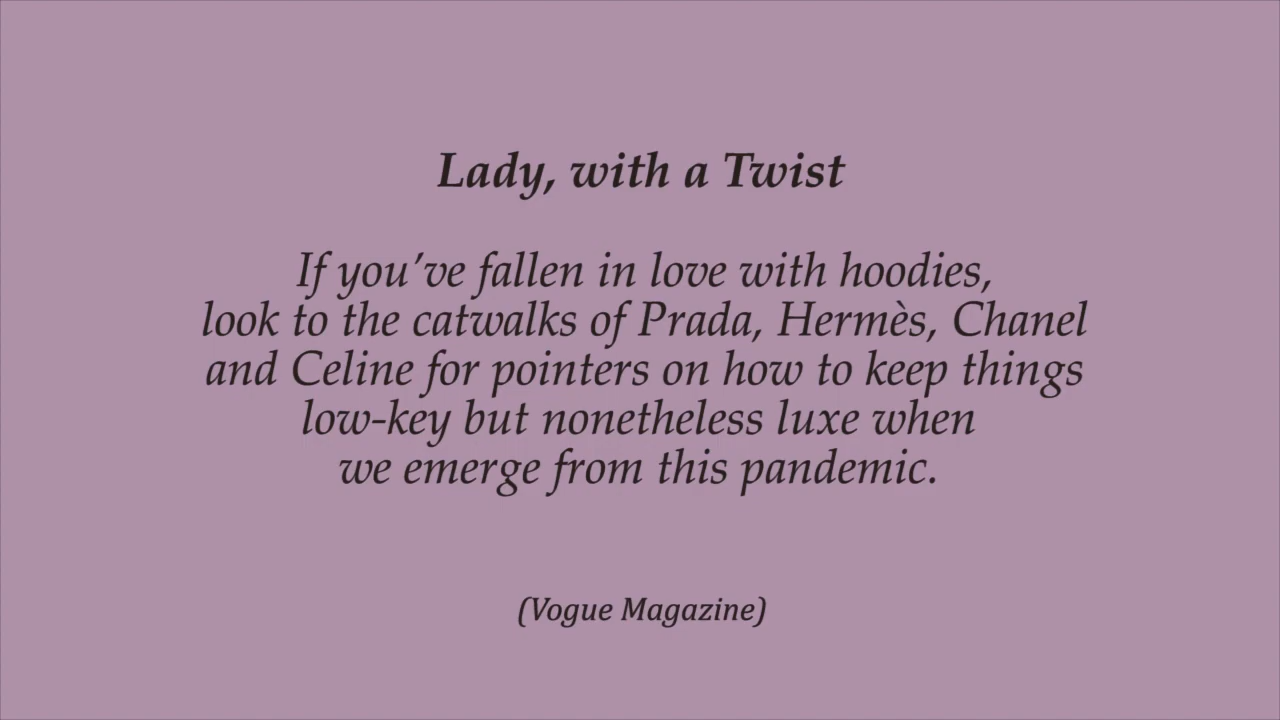 Lady, with a Twist
If you’ve fallen in love with hoodies,
look to the catwalks of Prada, Hermès, Chanel
and Celine for pointers on how to keep things
low-key but nonetheless luxe when
we emerge from this pandemic.
(Vogue Magazine)